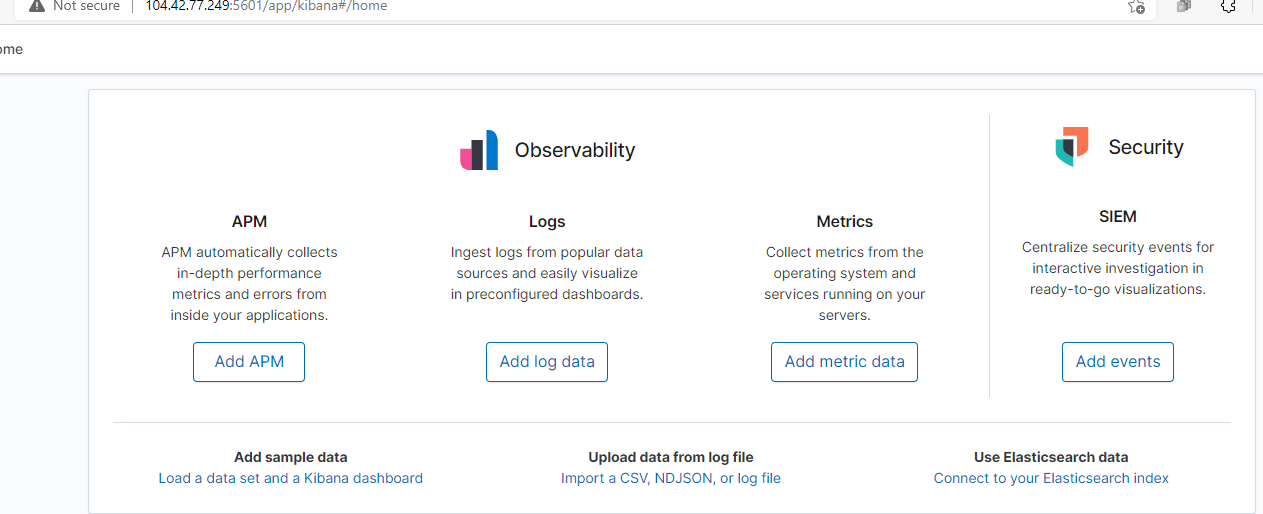 Not secure 104.42.77.249:5601/app/kibana#/home
ome
Observability
Security
APM
APM automatically collects
in-depth performance
metrics and errors from
inside your applications.
Add APM
Logs
Ingest logs from popular data
sources and easily visualize
in preconfigured dashboards.
Add log data
Metrics
Collect metrics from the
operating system and
services running on your
servers.
Add metric data
SIEM
Centralize security events for
interactive investigation in
ready-to-go visualizations.
Add events
Add sample data
Load a data set and a Kibana dashboard
Upload data from log file
Import a CSV, NDJSON, or log file
Use Elasticsearch data
Connect to your Elasticsearch index